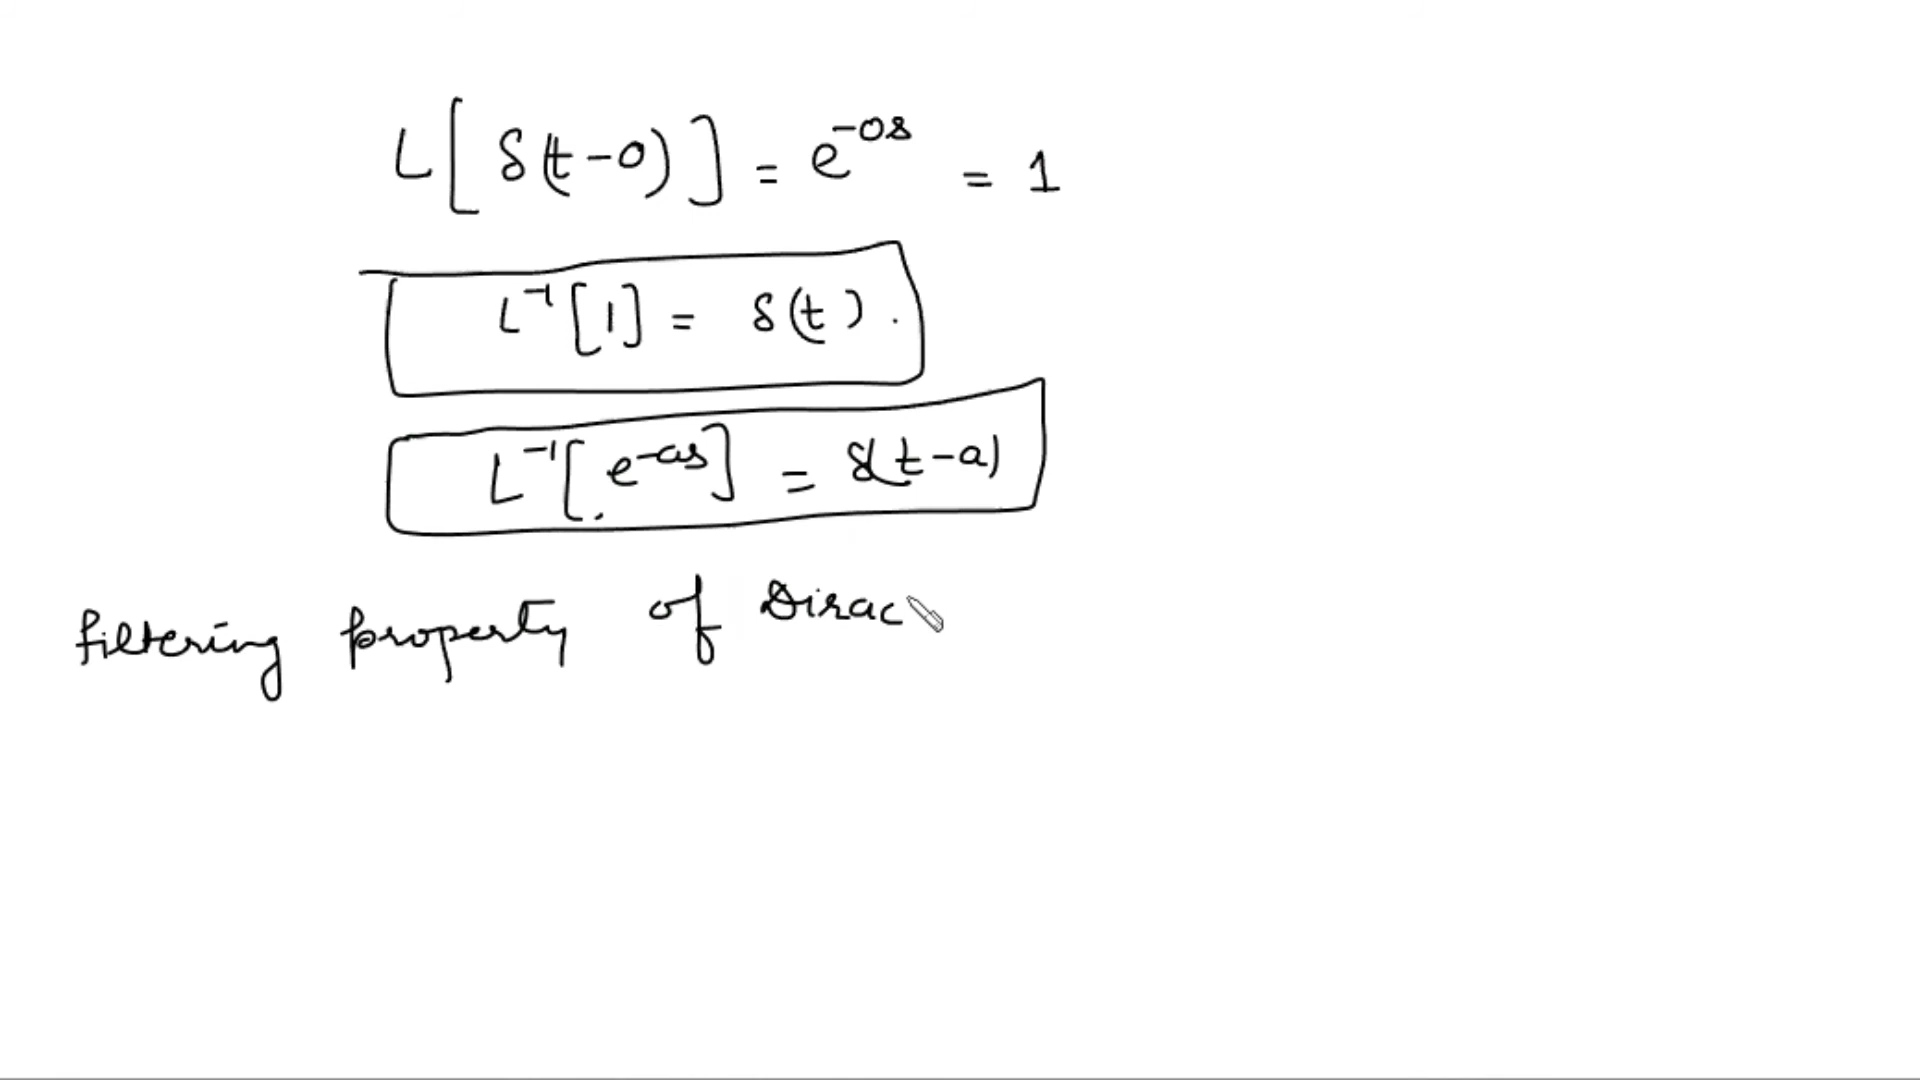 L[δ(t-0)] = e^{-0s} = 1
L^{-1}[1] = δ(t).
L^{-1}[e^{-as}] = δ(t-a)
filtering property of Dirac